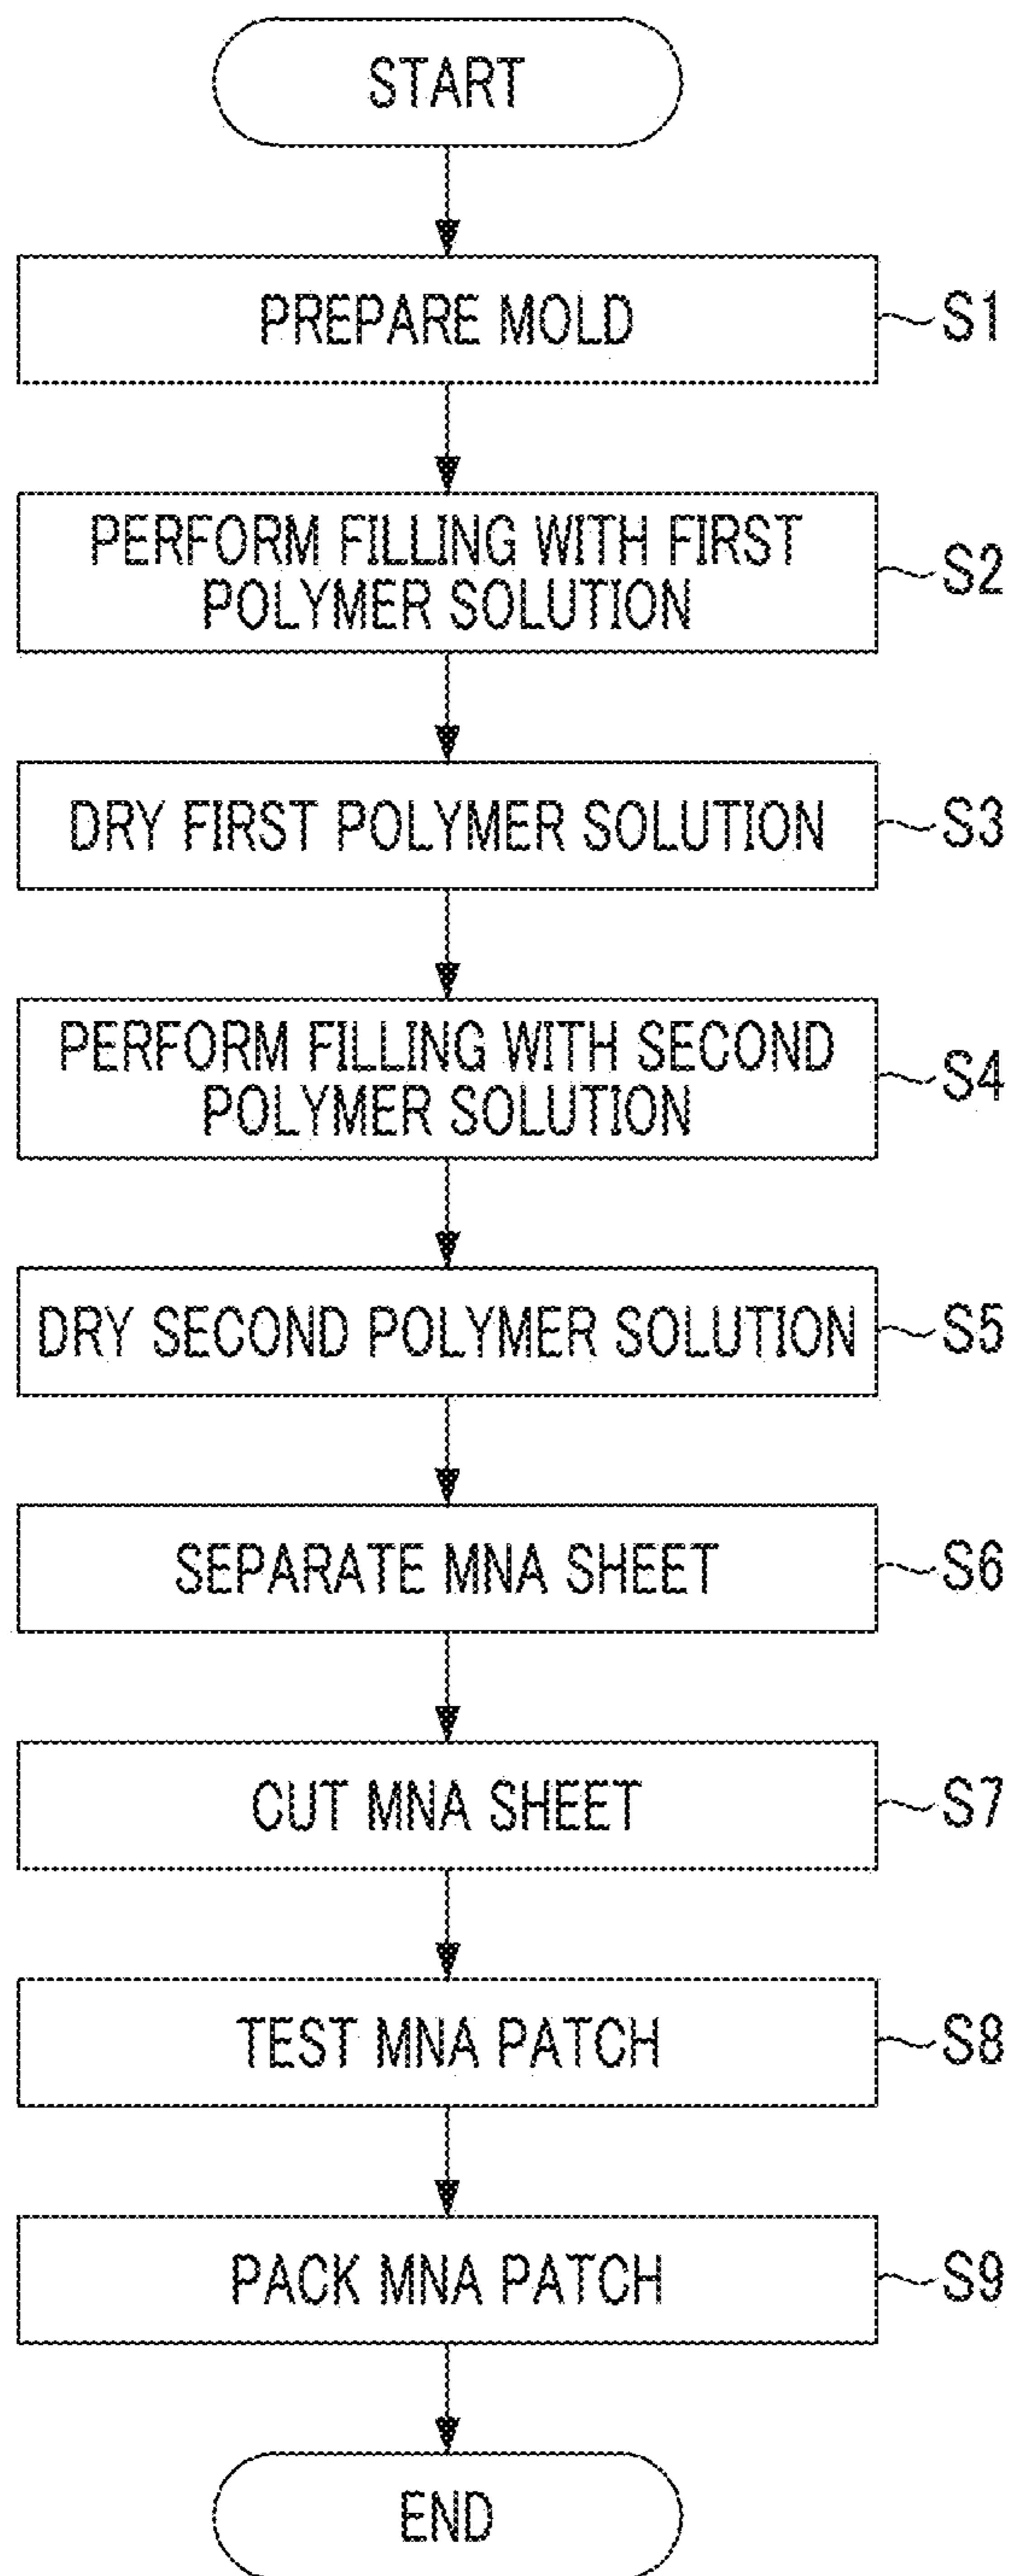 START
PREPARE MOLD
S1
PERFORM FILLING WITH FIRST
POLYMER SOLUTION
S2
DRY FIRST POLYMER SOLUTION
S3
PERFORM FILLING WITH SECOND
POLYMER SOLUTION
S4
DRY SECOND POLYMER SOLUTION
S5
SEPARATE MNA SHEET
S6
CUT MNA SHEET
S7
TEST MNA PATCH
S8
PACK MNA PATCH
S9
END